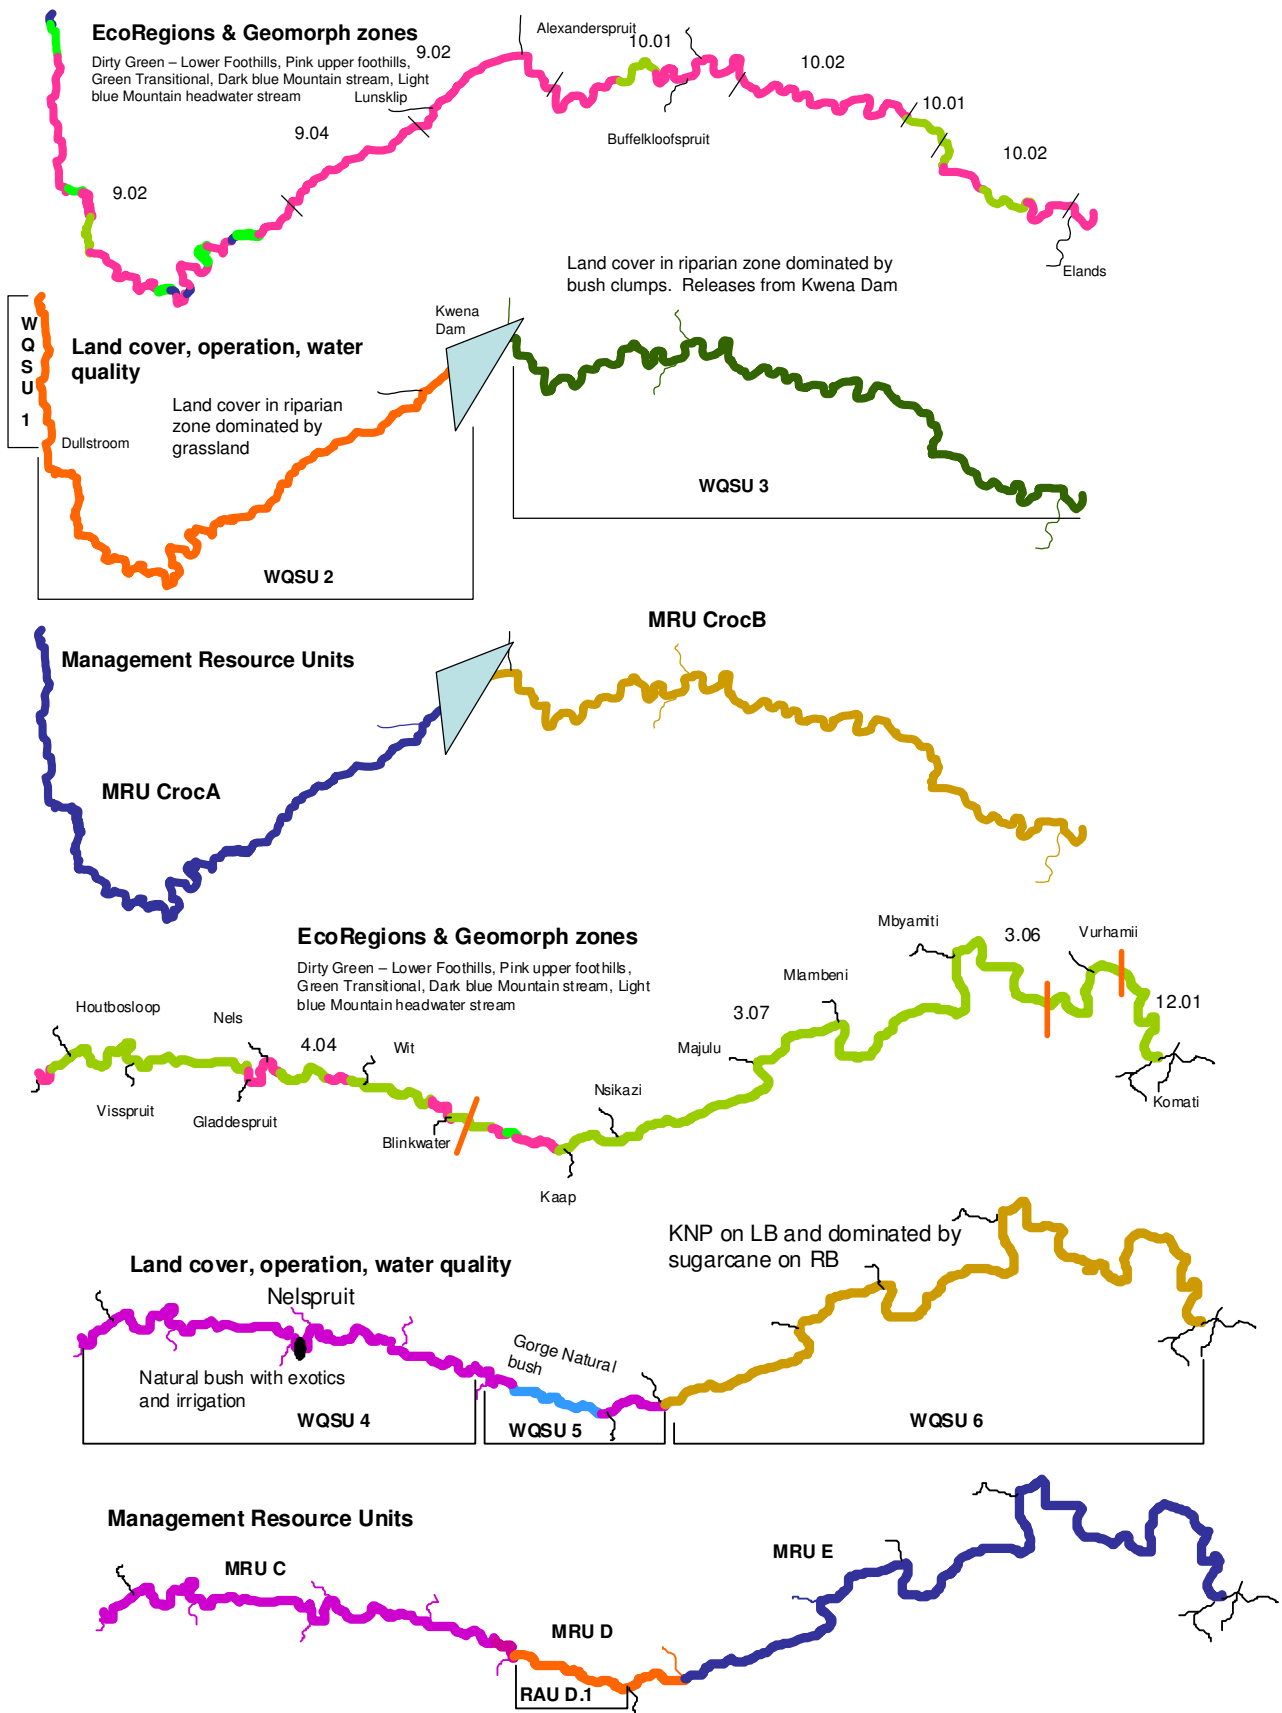 EcoRegions & Geomorph zones
Dirty Green – Lower Foothills, Pink upper foothills,
Green Transitional, Dark blue Mountain stream, Light
blue Mountain headwater stream
9.02
Alexanderspruit
10.01
10.02
Lunsklip
9.04
10.01
Buffelkloofspruit
10.02
9.02
Elands
Land cover in riparian zone dominated by
bush clumps. Releases from Kwena Dam
Kwena
Dam
W
Q
S
U
1
Land cover, operation, water
quality
Land cover in riparian
zone dominated by
grassland
Dullstroom
WQSU 3
WQSU 2
MRU CrocB
Management Resource Units
MRU CrocA
EcoRegions & Geomorph zones
Dirty Green – Lower Foothills, Pink upper foothills,
Green Transitional, Dark blue Mountain stream, Light
blue Mountain headwater stream
Mbyamiti
3.06
Vurhamii
Mlambeni
12.01
3.07
Houtbosloop
Nels
4.04
Wit
Majulu
Nsikazi
Komati
Visspruit
Gladdespruit
Blinkwater
Kaap
KNP on LB and dominated by
sugarcane on RB
Land cover, operation, water quality
Nelspruit
Gorge Natural
bush
Natural bush with exotics
and irrigation
WQSU 4
WQSU 5
WQSU 6
Management Resource Units
MRU C
MRU E
MRU D
RAU D.1